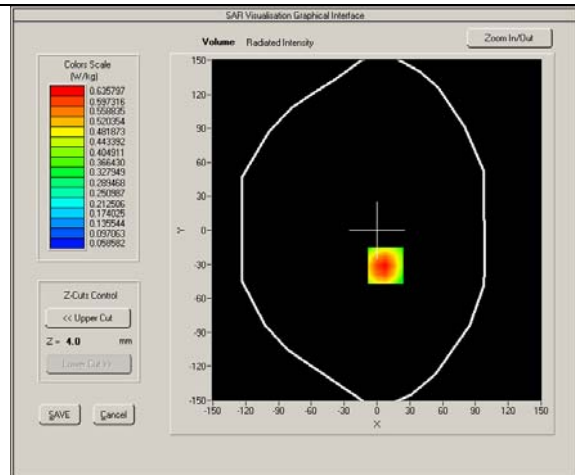 SAR Visualisation Graphical Interface
Volume Radiated Intensity
Zoom In/Out
Colors Scale
(W/kg)
0.635797
0.597316
0.558835
0.520354
0.481873
0.443392
0.404911
0.366430
0.327949
0.289468
0.250987
0.212506
0.174025
0.135544
0.097063
0.058582
Z-Cuts Control
<< Upper Cut
Z = 4.0 mm
Lower Cut >>
SAVE
Cancel
150
120
90
60
30
0
-30
-60
-90
-120
-150
Y
-150 -120 -90 -60 -30 0 30 60 90 120 150
X